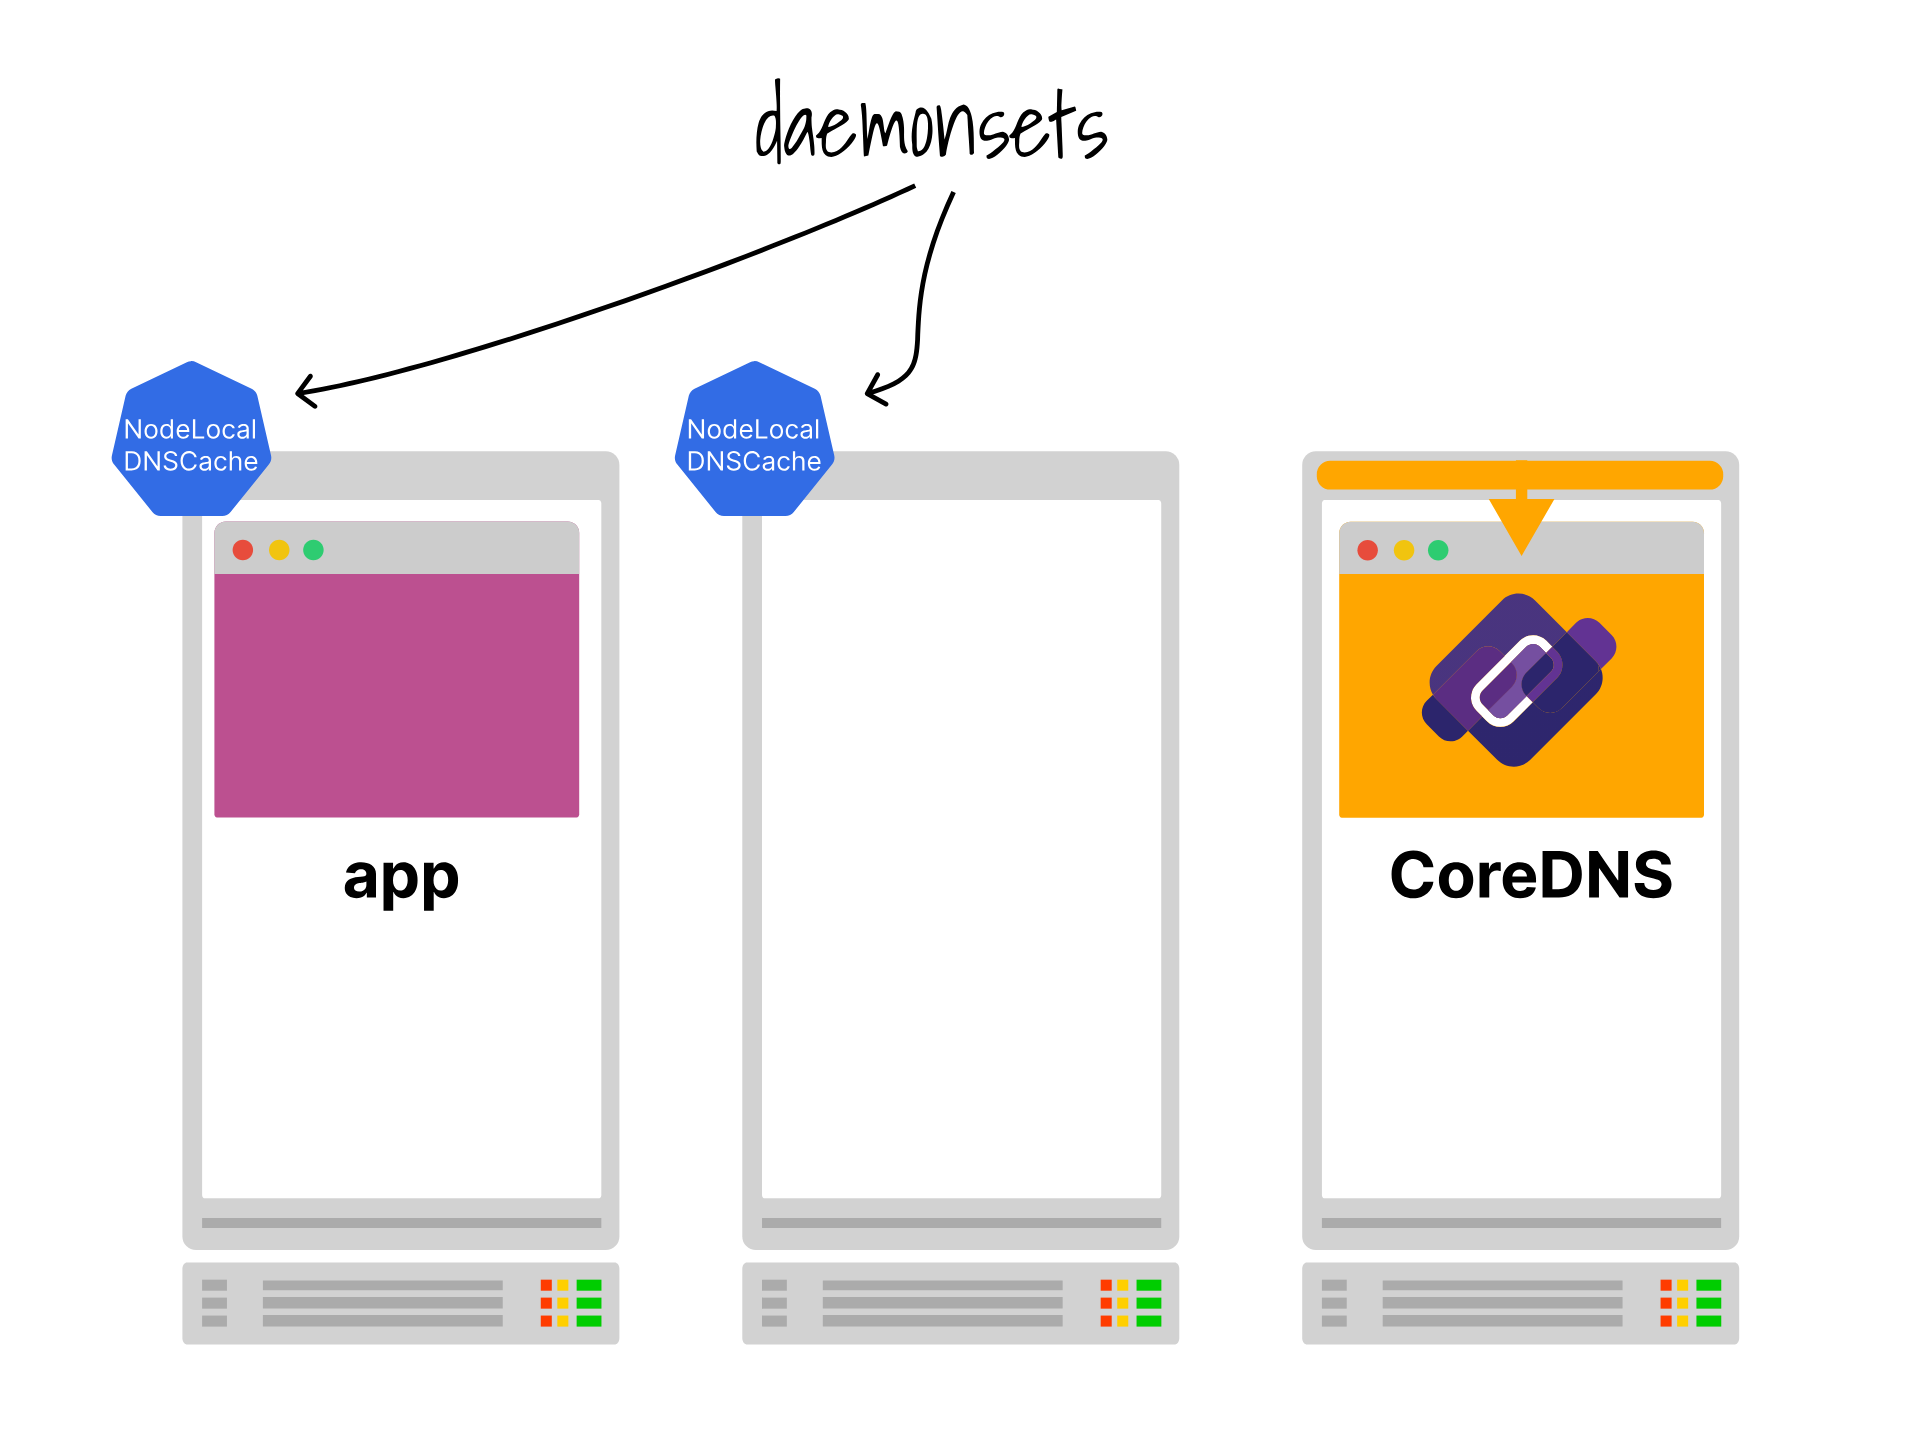 daemonsets
NodeLocal
DNSCache
NodeLocal
DNSCache
app
CoreDNS